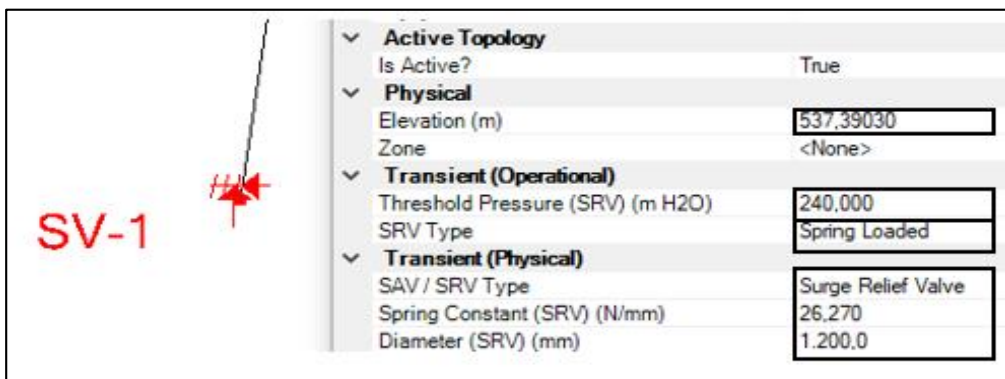 Active Topology
Is Active? True
Physical
Elevation (m) 537,39030
Zone <None>
Transient (Operational)
Threshold Pressure (SRV) (m H2O) 240,000
SRV Type Spring Loaded
Transient (Physical)
SAV / SRV Type Surge Relief Valve
Spring Constant (SRV) (N/mm) 26,270
Diameter (SRV) (mm) 1.200,0
SV-1